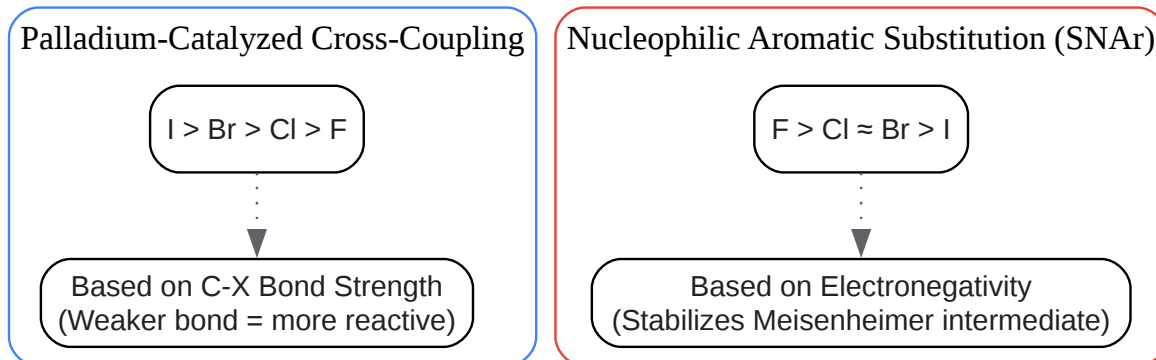 Palladium-Catalyzed Cross-Coupling
I > Br > Cl > F
Based on C-X Bond Strength
(Weaker bond = more reactive)
Nucleophilic Aromatic Substitution (SNAr)
F > Cl ≈ Br > I
Based on Electronegativity
(Stabilizes Meisenheimer intermediate)